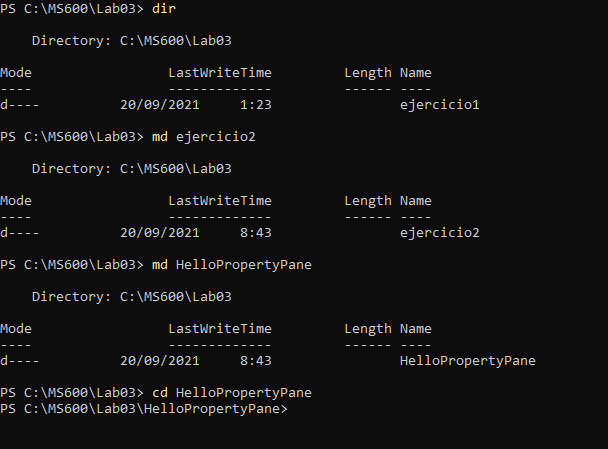 PS C:\MS600\Lab03> dir
Directory: C:\MS600\Lab03
Mode LastWriteTime Length Name
---- ------------- ------ ----
d---- 20/09/2021 1:23 ejercicio1
PS C:\MS600\Lab03> md ejercicio2
Directory: C:\MS600\Lab03
Mode LastWriteTime Length Name
---- ------------- ------ ----
d---- 20/09/2021 8:43 ejercicio2
PS C:\MS600\Lab03> md HelloPropertyPane
Directory: C:\MS600\Lab03
Mode LastWriteTime Length Name
---- ------------- ------ ----
d---- 20/09/2021 8:43 HelloPropertyPane
PS C:\MS600\Lab03> cd HelloPropertyPane
PS C:\MS600\Lab03\HelloPropertyPane>